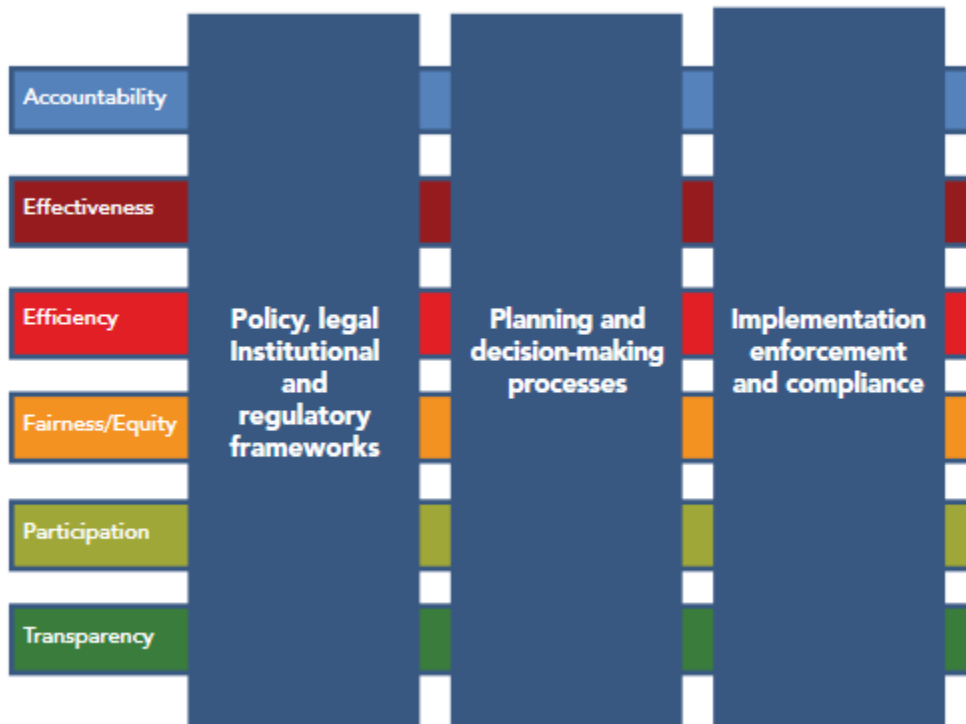 Accountability
Effectiveness
Efficiency
Fairness/Equity
Participation
Transparency
Policy, legal
Institutional
and
regulatory
frameworks
Planning and
decision-making
processes
Implementation
enforcement
and compliance